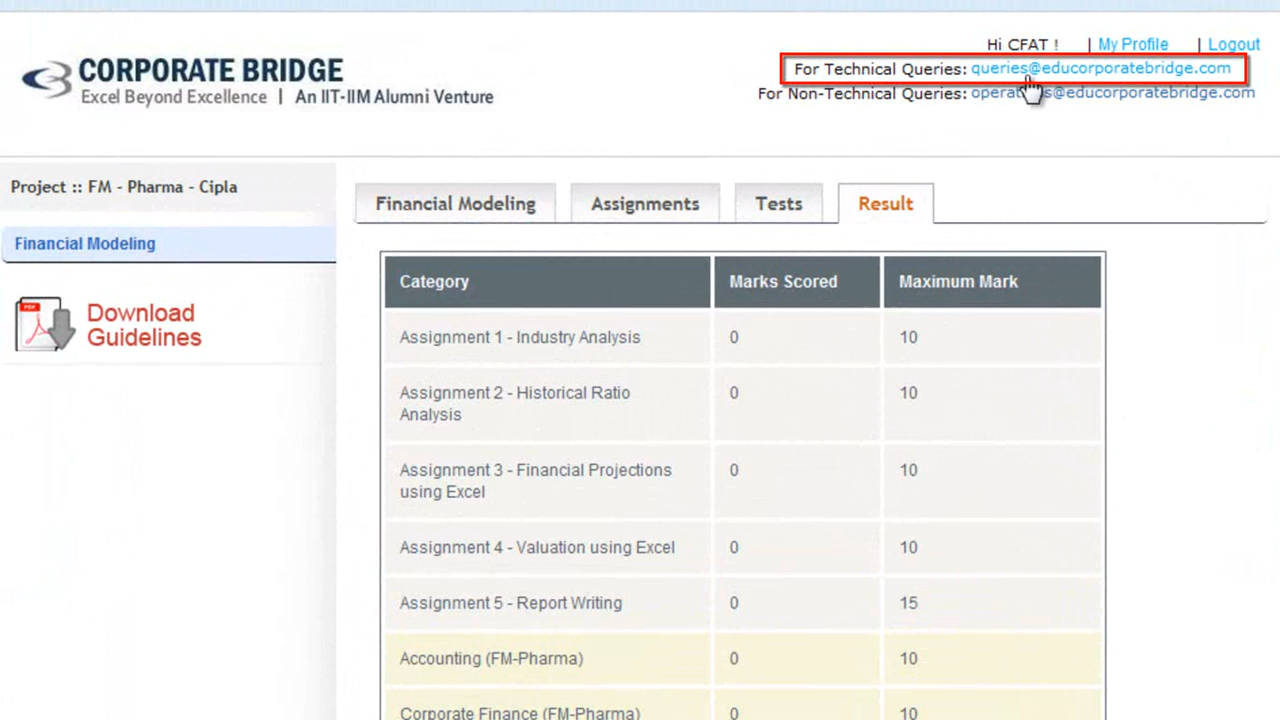 Hi CFAT ! | My Profile | Logout
CORPORATE BRIDGE
Excel Beyond Excellence | An IIT-IIM Alumni Venture
For Technical Queries: queries@educorporatebridge.com
For Non-Technical Queries:
Project :: FM - Pharma - Cipla
Financial Modeling
PDF
Download
Guidelines
Financial Modeling Assignments Tests Result
Category Marks Scored Maximum Mark
Assignment 1 - Industry Analysis 0 10
Assignment 2 - Historical Ratio 0 10
Analysis
Assignment 3 - Financial Projections 0 10
using Excel
Assignment 4 - Valuation using Excel 0 10
Assignment 5 - Report Writing 0 15
Accounting (FM-Pharma) 0 10
Corporate Finance (FM-Pharma) 0 10